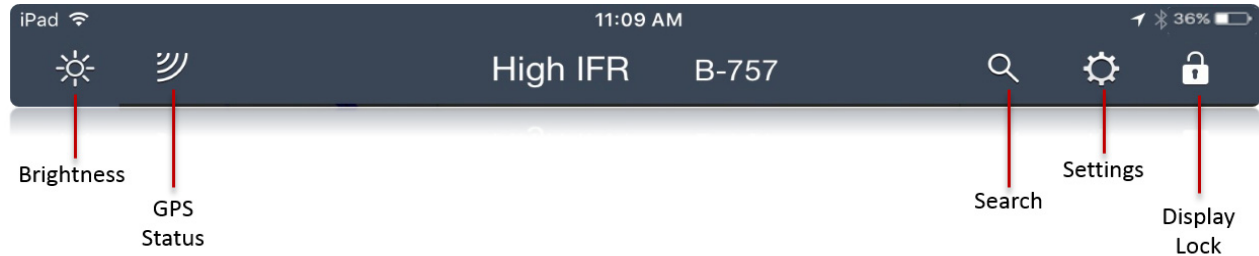 iPad 11:09 AM 36%
High IFR B-757
Brightness
GPS
Status
Search
Settings
Display
Lock